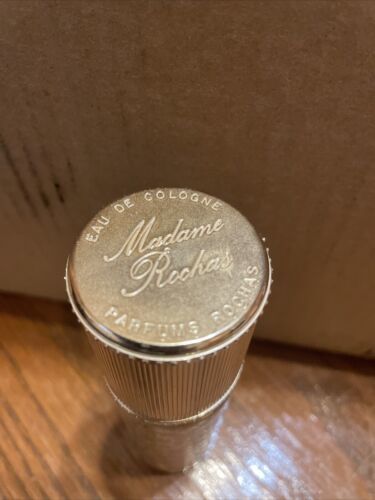 EAU DE COLOGNE
Madame
Rochas
PARFUMS ROCHAS